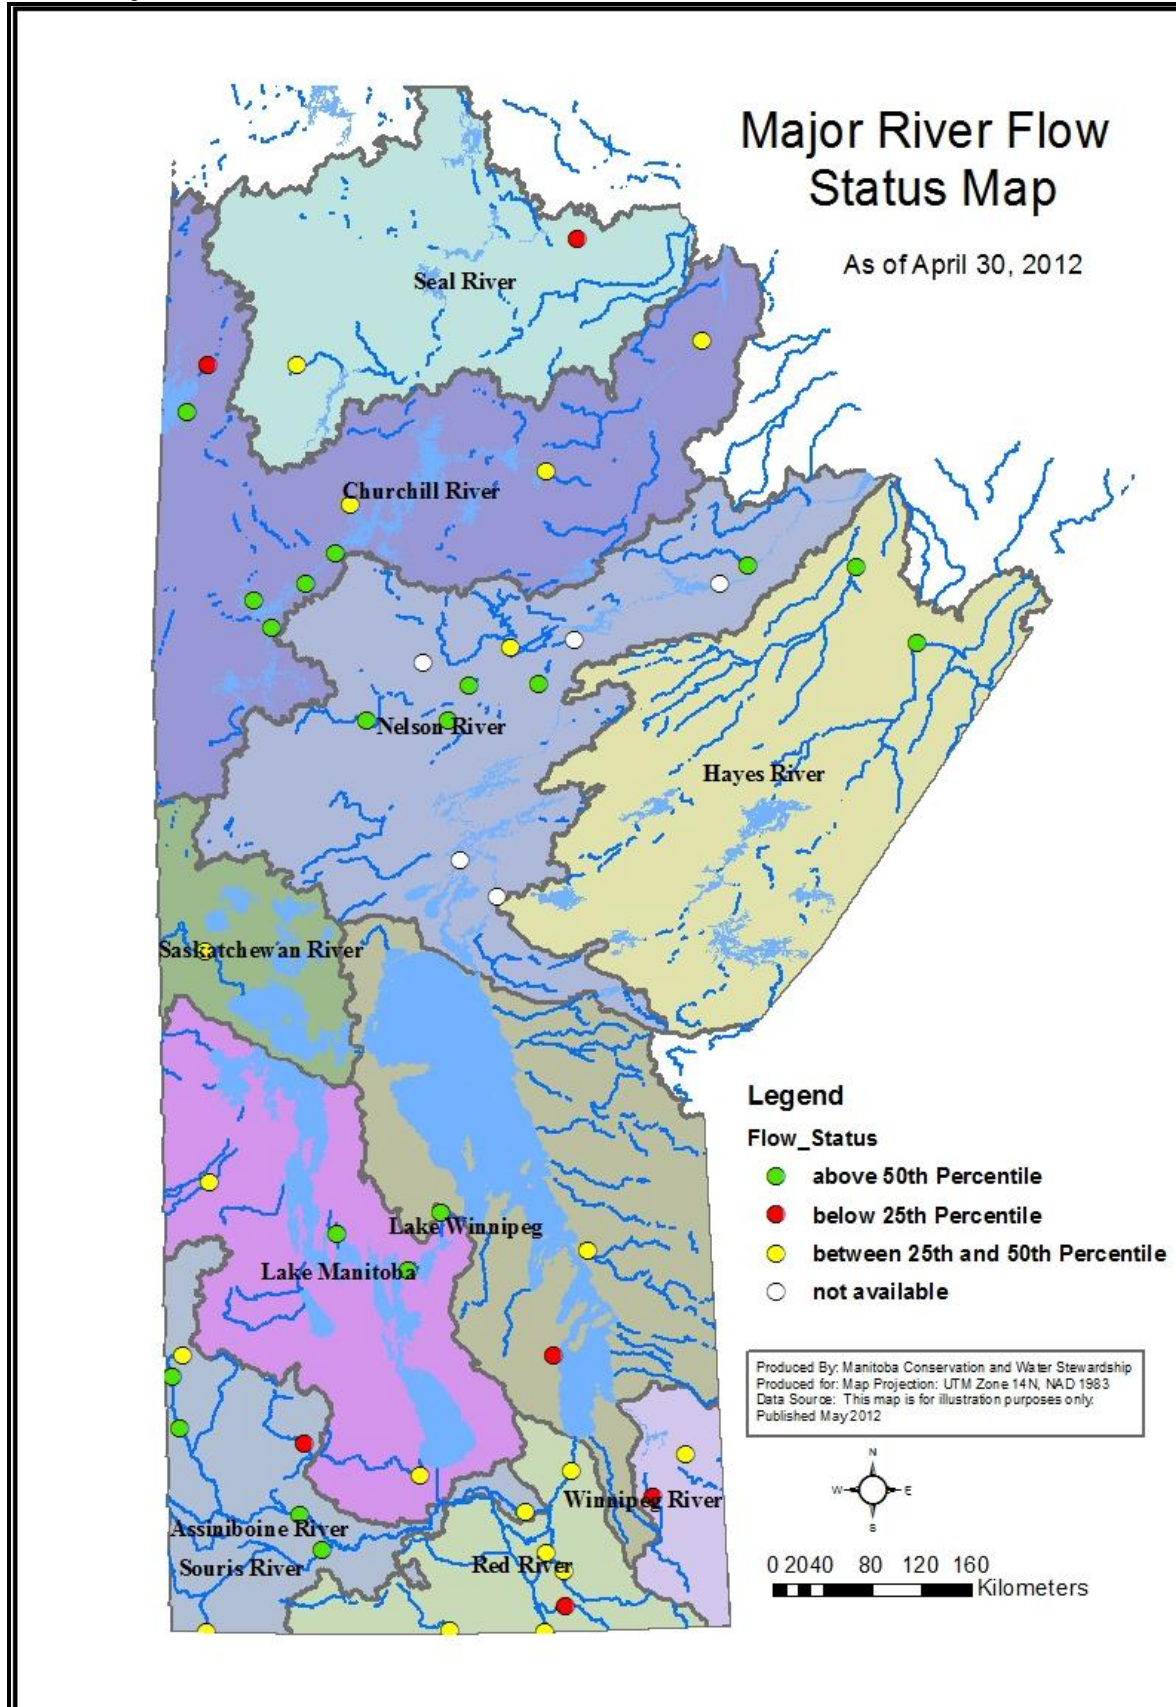 Major River Flow
Status Map
As of April 30, 2012
Seal River
Churchill River
Nelson River
Hayes River
Saskatchewan River
Lake Winnipeg
Lake Manitoba
Winnipeg River
Assiniboine River
Red River
Souris River
Legend
Flow_Status
above 50th Percentile
below 25th Percentile
between 25th and 50th Percentile
not available
Produced By: Manitoba Conservation and Water Stewardship
Produced for: Map Projection: UTM Zone 14N, NAD 1983
Data Source: This map is for illustration purposes only.
Published May 2012
N
W E
S
0 20 40 80 120 160
Kilometers